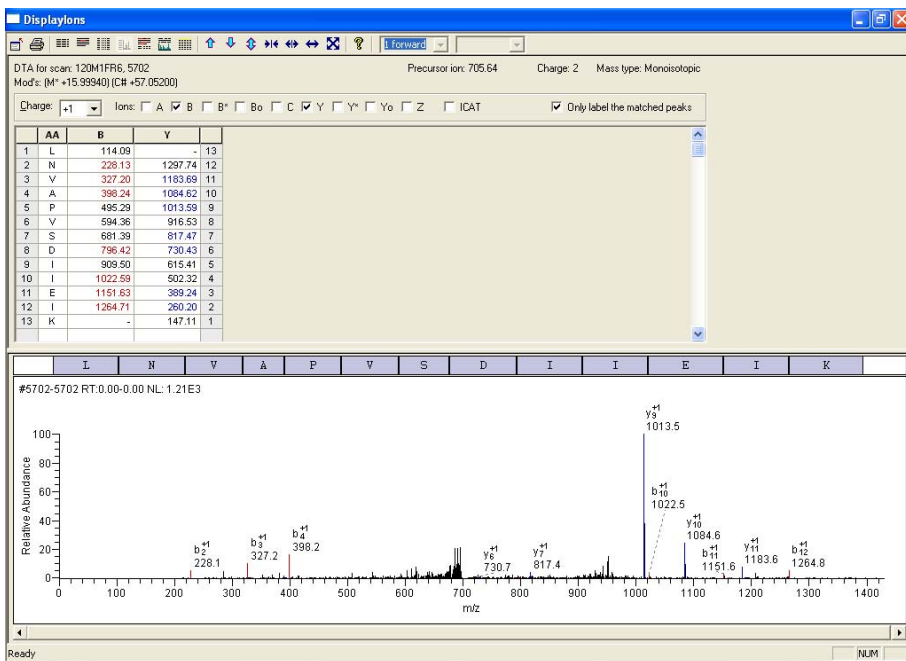 DisplayIons
1 forward
DTA for scan: 120M1FR6, 5702 Precursor ion: 705.64 Charge: 2 Mass type: Monoisotopic
Mod's: (M* +15.99940) (C# +57.05200)
Charge: +1 Ions: A B B* Bo C Y Y* Yo Z ICAT Only label the matched peaks
AA B Y
1 L 114.09 - 13
2 N 228.13 1297.74 12
3 V 327.20 1183.69 11
4 A 398.24 1084.62 10
5 P 495.29 1013.59 9
6 V 594.36 916.53 8
7 S 681.39 817.47 7
8 D 796.42 730.43 6
9 I 909.50 615.41 5
10 I 1022.59 502.32 4
11 E 1151.63 389.24 3
12 I 1264.71 260.20 2
13 K - 147.11 1
L N V A P V S D I I E I K
#5702-5702 RT:0.00-0.00 NL: 1.21E3
y9+1
1013.5
b10+1
1022.5
y10+1
1084.6
b2+1
228.1
b3+1
327.2
b4+1
398.2
y6+1
730.7
y7+1
817.4
b11+1
1151.6
y11+1
1183.6
b12+1
1264.8
Relative Abundance
100
80
60
40
20
0
0 100 200 300 400 500 600 700 800 900 1000 1100 1200 1300 1400
m/z
Ready NUM